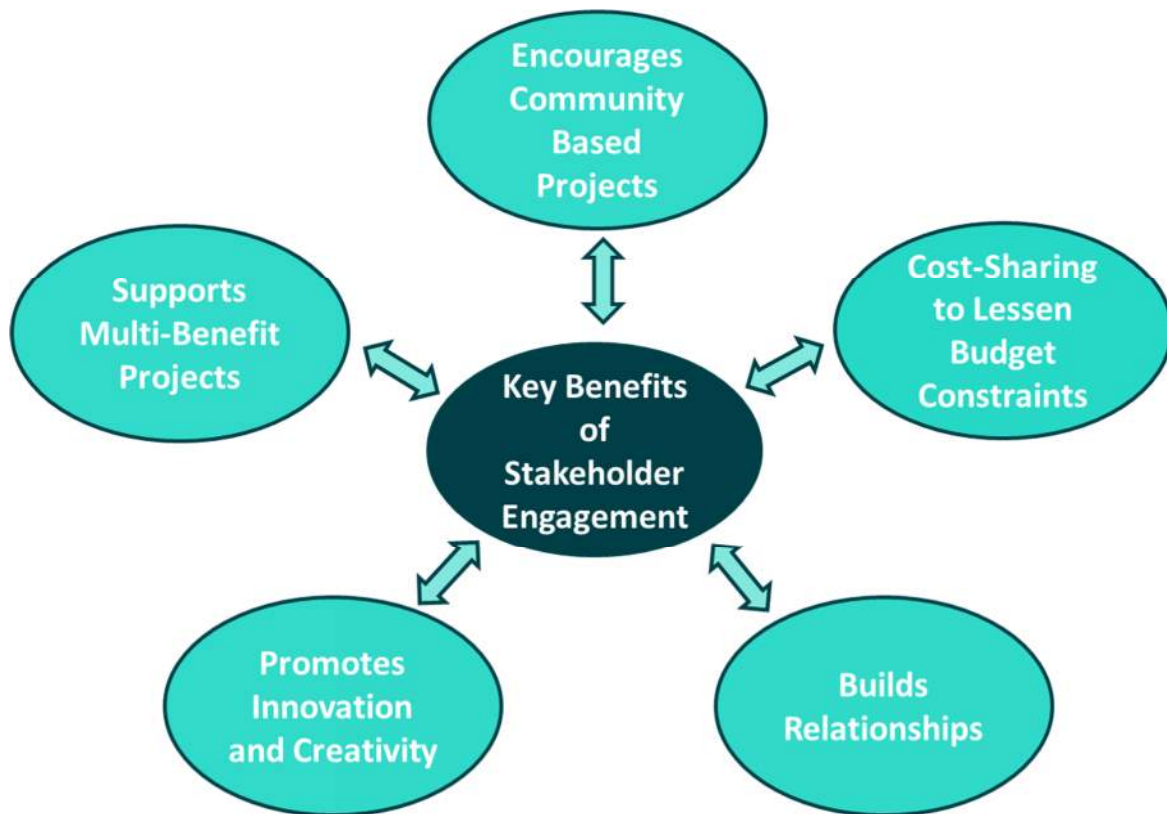 Encourages
Community
Based
Projects
Supports
Multi-Benefit
Projects
Cost-Sharing
to Lessen
Budget
Constraints
Key Benefits
of
Stakeholder
Engagement
Promotes
Innovation
and Creativity
Builds
Relationships